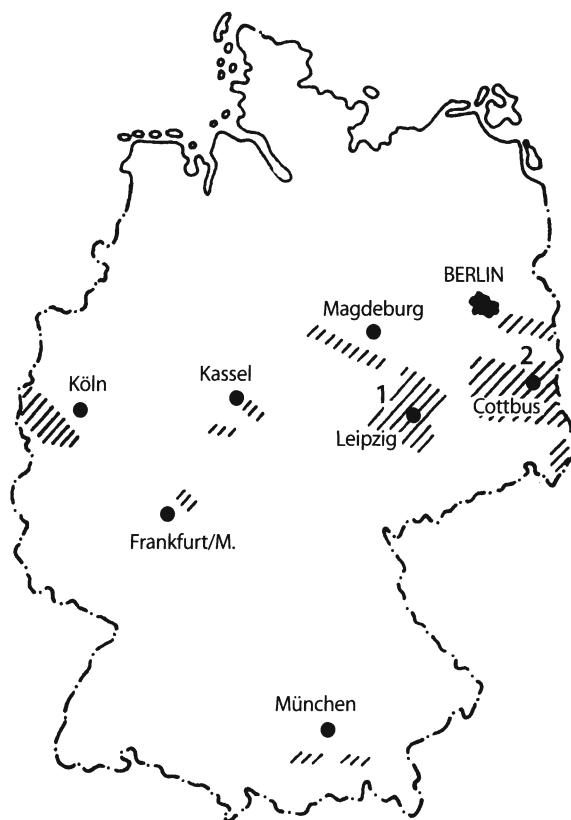 BERLIN
Magdeburg
2
Kassel
Köln
1
Cottbus
Leipzig
Frankfurt/M.
München